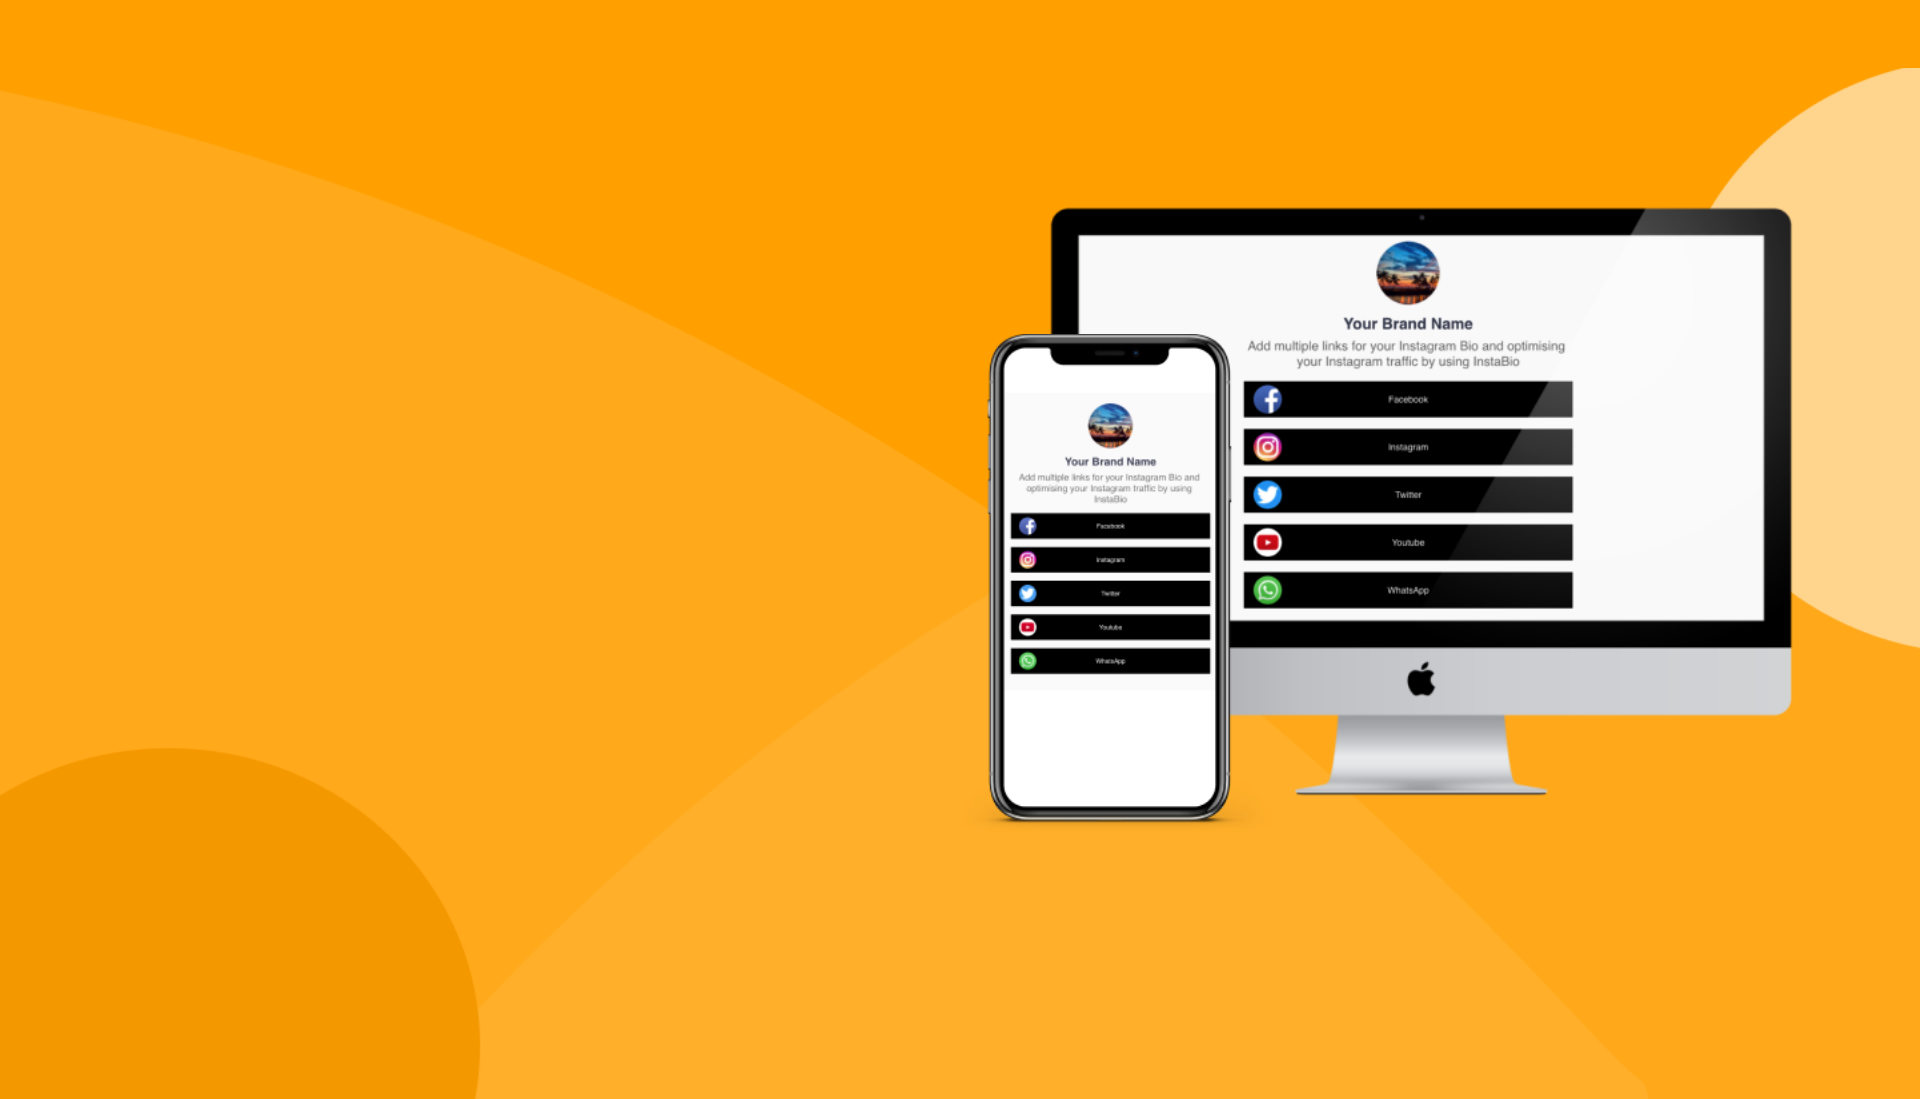 Your Brand Name
Add multiple links for your Instagram Bio and optimising
your Instagram traffic by using InstaBio
Facebook
Instagram
Twitter
Youtube
WhatsApp
Your Brand Name
Add multiple links for your Instagram Bio and
optimising your Instagram traffic by using
InstaBio
Facebook
Instagram
Twitter
Youtube
WhatsApp